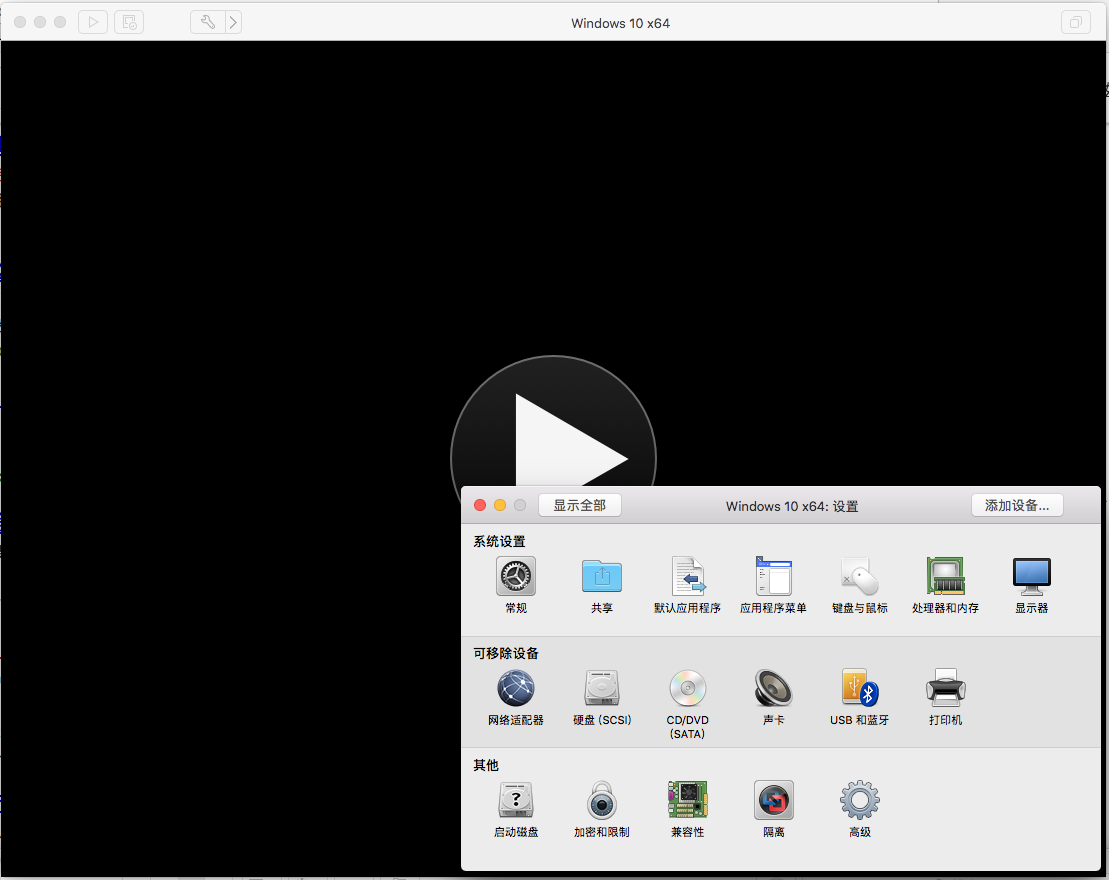 Windows 10 x64
显示全部
Windows 10 x64: 设置
添加设备...
系统设置
常规
共享
默认应用程序
应用程序菜单
键盘与鼠标
处理器和内存
显示器
可移除设备
网络适配器
硬盘 (SCSI)
CD/DVD
(SATA)
声卡
USB 和蓝牙
打印机
其他
启动磁盘
加密和限制
兼容性
隔离
高级